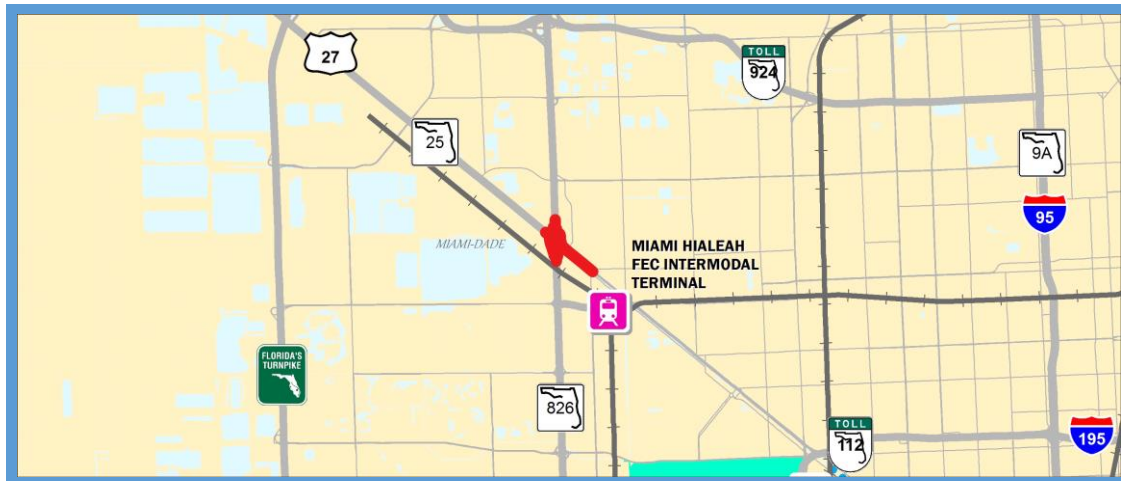 27
TOLL
924
25
9A
95
MIAMI-DADE
MIAMI HIALEAH
FEC INTERMODAL
TERMINAL
FLORIDA'S
TURNPIKE
826
TOLL
112
195